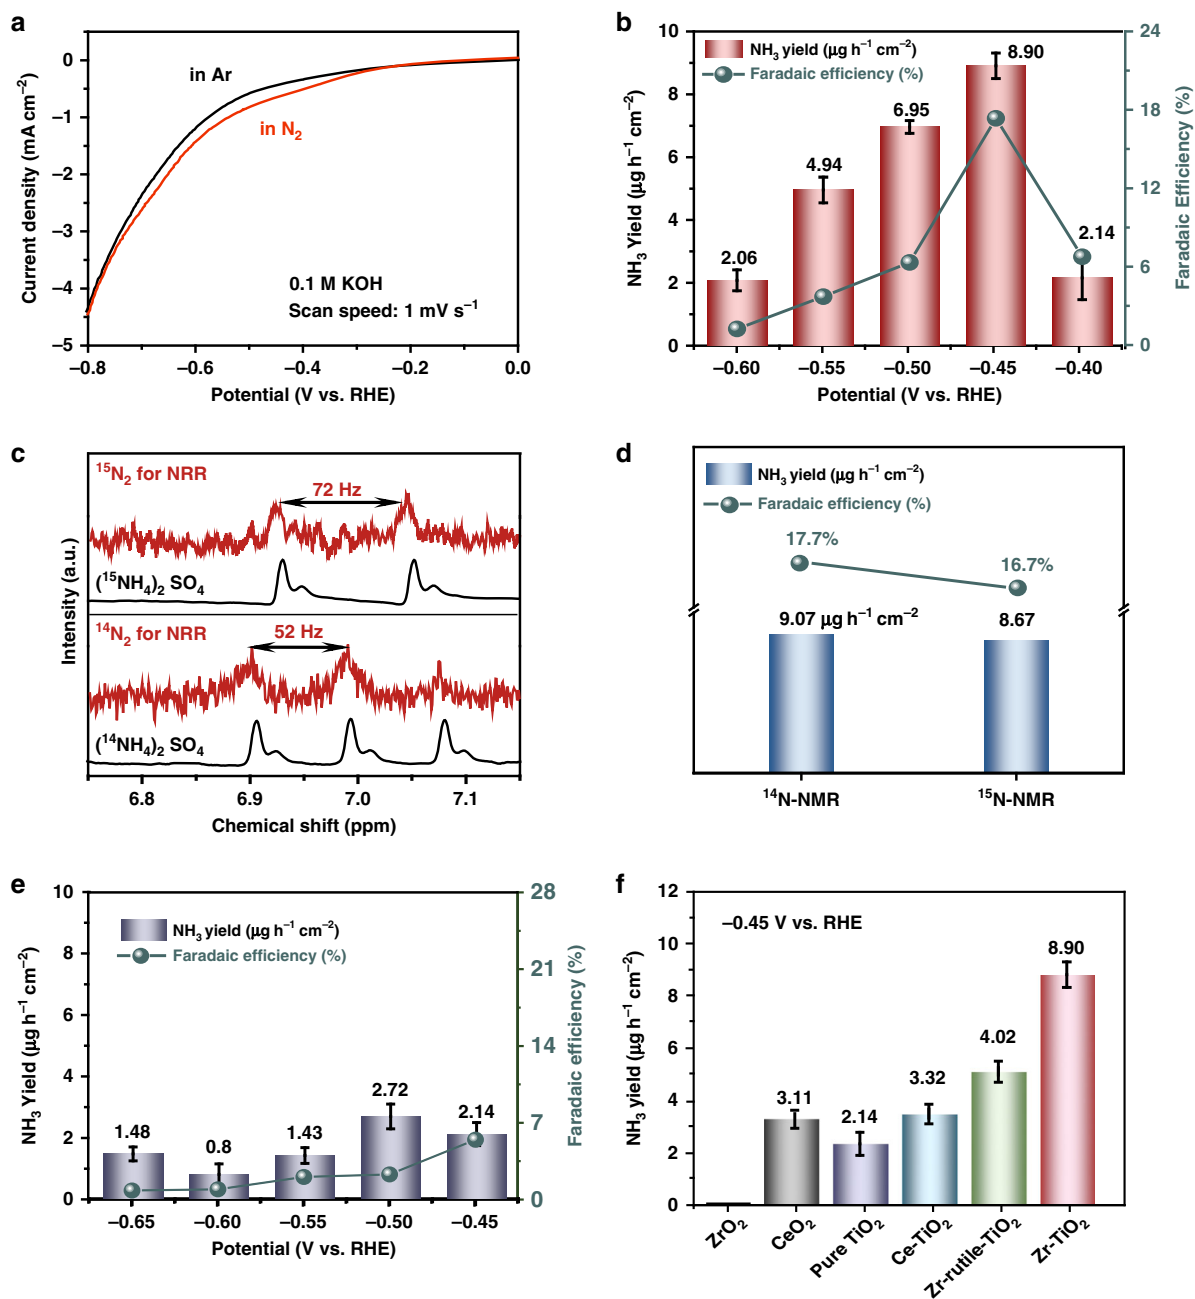 a
0
–1
–2
–3
–4
–5
Current density (mA cm⁻²)
in Ar
in N₂
0.1 M KOH
Scan speed: 1 mV s⁻¹
–0.8
–0.6
–0.4
–0.2
0.0
Potential (V vs. RHE)
b
10
8
6
4
2
0
NH₃ Yield (μg h⁻¹ cm⁻²)
NH₃ yield (μg h⁻¹ cm⁻²)
Faradaic efficiency (%)
2.06
4.94
6.95
8.90
2.14
24
18
12
6
0
Faradaic Efficiency (%)
–0.60
–0.55
–0.50
–0.45
–0.40
Potential (V vs. RHE)
c
Intensity (a.u.)
¹⁵N₂ for NRR
72 Hz
(¹⁵NH₄)₂ SO₄
¹⁴N₂ for NRR
52 Hz
(¹⁴NH₄)₂ SO₄
6.8
6.9
7.0
7.1
Chemical shift (ppm)
d
NH₃ yield (μg h⁻¹ cm⁻²)
Faradaic efficiency (%)
17.7%
16.7%
9.07 μg h⁻¹ cm⁻²
8.67
¹⁴N-NMR
¹⁵N-NMR
e
10
8
6
4
2
0
NH₃ Yield (μg h⁻¹ cm⁻²)
NH₃ yield (μg h⁻¹ cm⁻²)
Faradaic efficiency (%)
1.48
0.8
1.43
2.72
2.14
28
21
14
7
0
Faradaic efficiency (%)
–0.65
–0.60
–0.55
–0.50
–0.45
Potential (V vs. RHE)
f
12
10
8
6
4
2
0
NH₃ yield (μg h⁻¹ cm⁻²)
–0.45 V vs. RHE
3.11
2.14
3.32
4.02
8.90
ZrO₂
CeO₂
Pure TiO₂
Ce-TiO₂
Zr-rutile-TiO₂
Zr-TiO₂